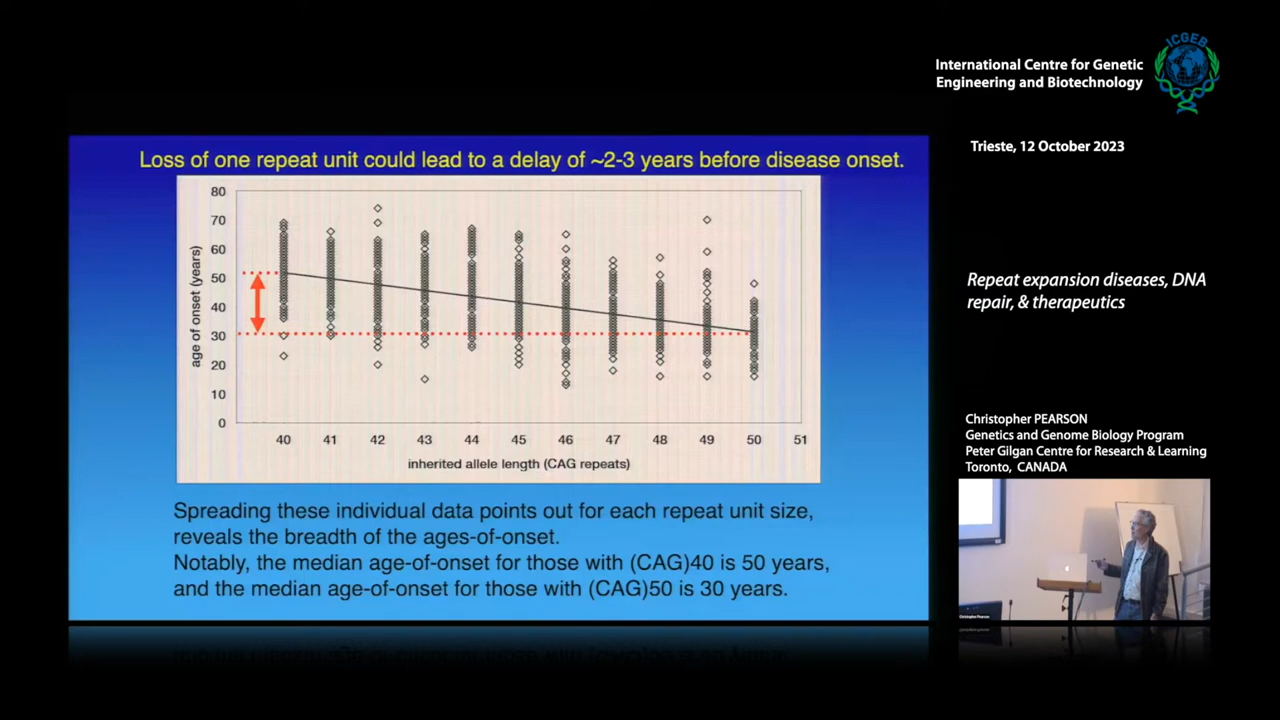 ICGEB
International Centre for Genetic
Engineering and Biotechnology
Trieste, 12 October 2023
Loss of one repeat unit could lead to a delay of ~2-3 years before disease onset.
80
70
60
50
40
30
20
10
0
age of onset (years)
40 41 42 43 44 45 46 47 48 49 50 51
inherited allele length (CAG repeats)
Spreading these individual data points out for each repeat unit size,
reveals the breadth of the ages-of-onset.
Notably, the median age-of-onset for those with (CAG)40 is 50 years,
and the median age-of-onset for those with (CAG)50 is 30 years.
Repeat expansion diseases, DNA
repair, & therapeutics
Christopher PEARSON
Genetics and Genome Biology Program
Peter Gilgan Centre for Research & Learning
Toronto, CANADA
Christopher Pearson